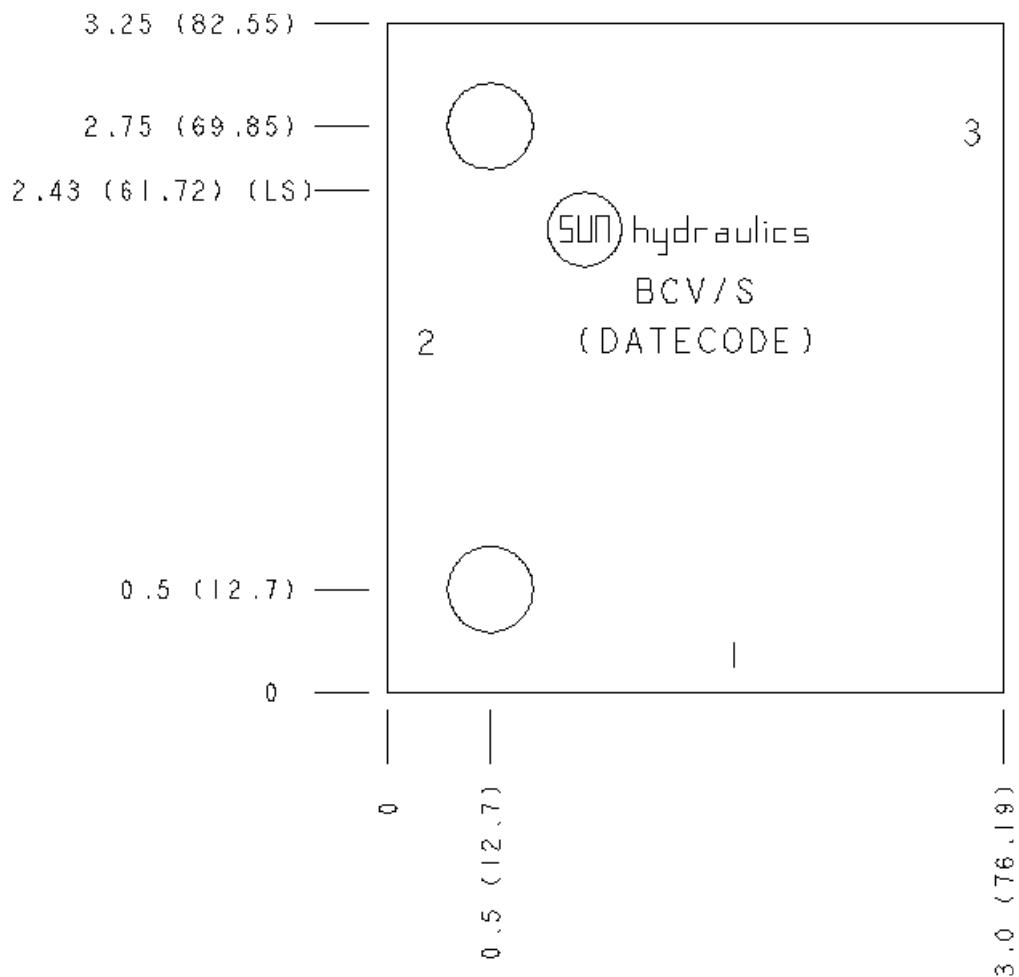 3.25 (82.55)
2.75 (69.85)
3
2.43 (61.72) (LS)
SUN hydraulics
BCV/S
(DATECODE)
2
0.5 (12.7)
1
0
0
0.5 (12.7)
3.0 (76.19)